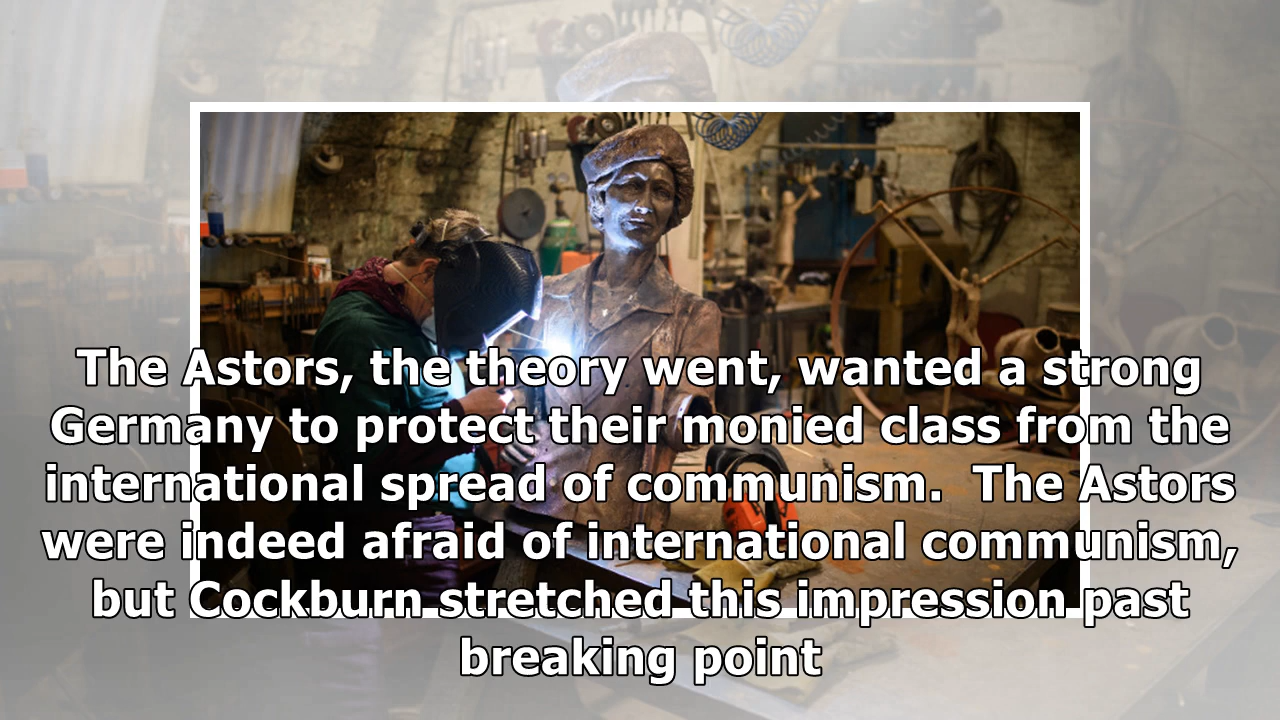 The Astors, the theory went, wanted a strong
Germany to protect their monied class from the
international spread of communism.  The Astors
were indeed afraid of international communism,
but Cockburn stretched this impression past
breaking point